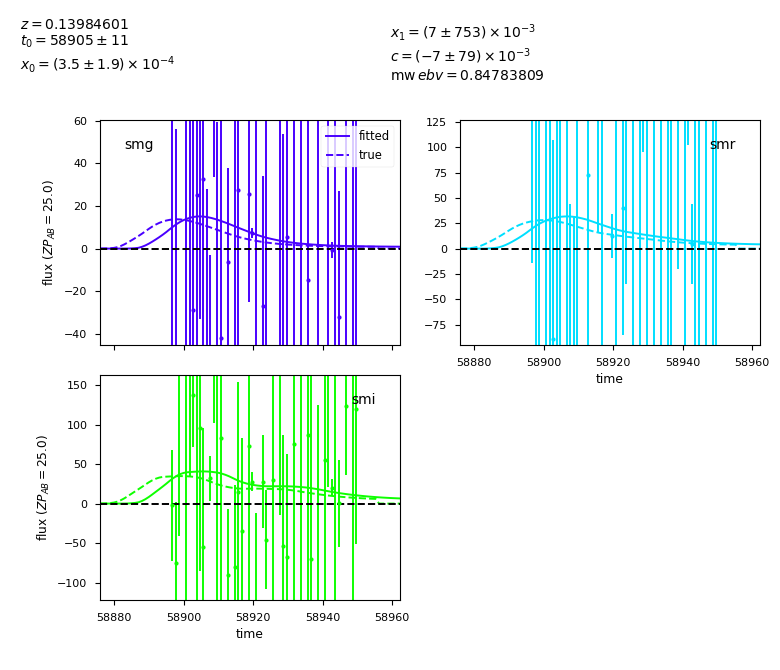 z = 0.13984601
t₀ = 58905 ± 11
x₀ = (3.5 ± 1.9) × 10⁻⁴
x₁ = (7 ± 753) × 10⁻³
c = (−7 ± 79) × 10⁻³
mw ebv = 0.84783809
smg
fitted
true
flux (ZP_AB = 25.0)
60
40
20
0
−20
−40
smr
125
100
75
50
25
0
−25
−50
−75
58880 58900 58920 58940 58960
time
smi
flux (ZP_AB = 25.0)
150
100
50
0
−50
−100
58880 58900 58920 58940 58960
time